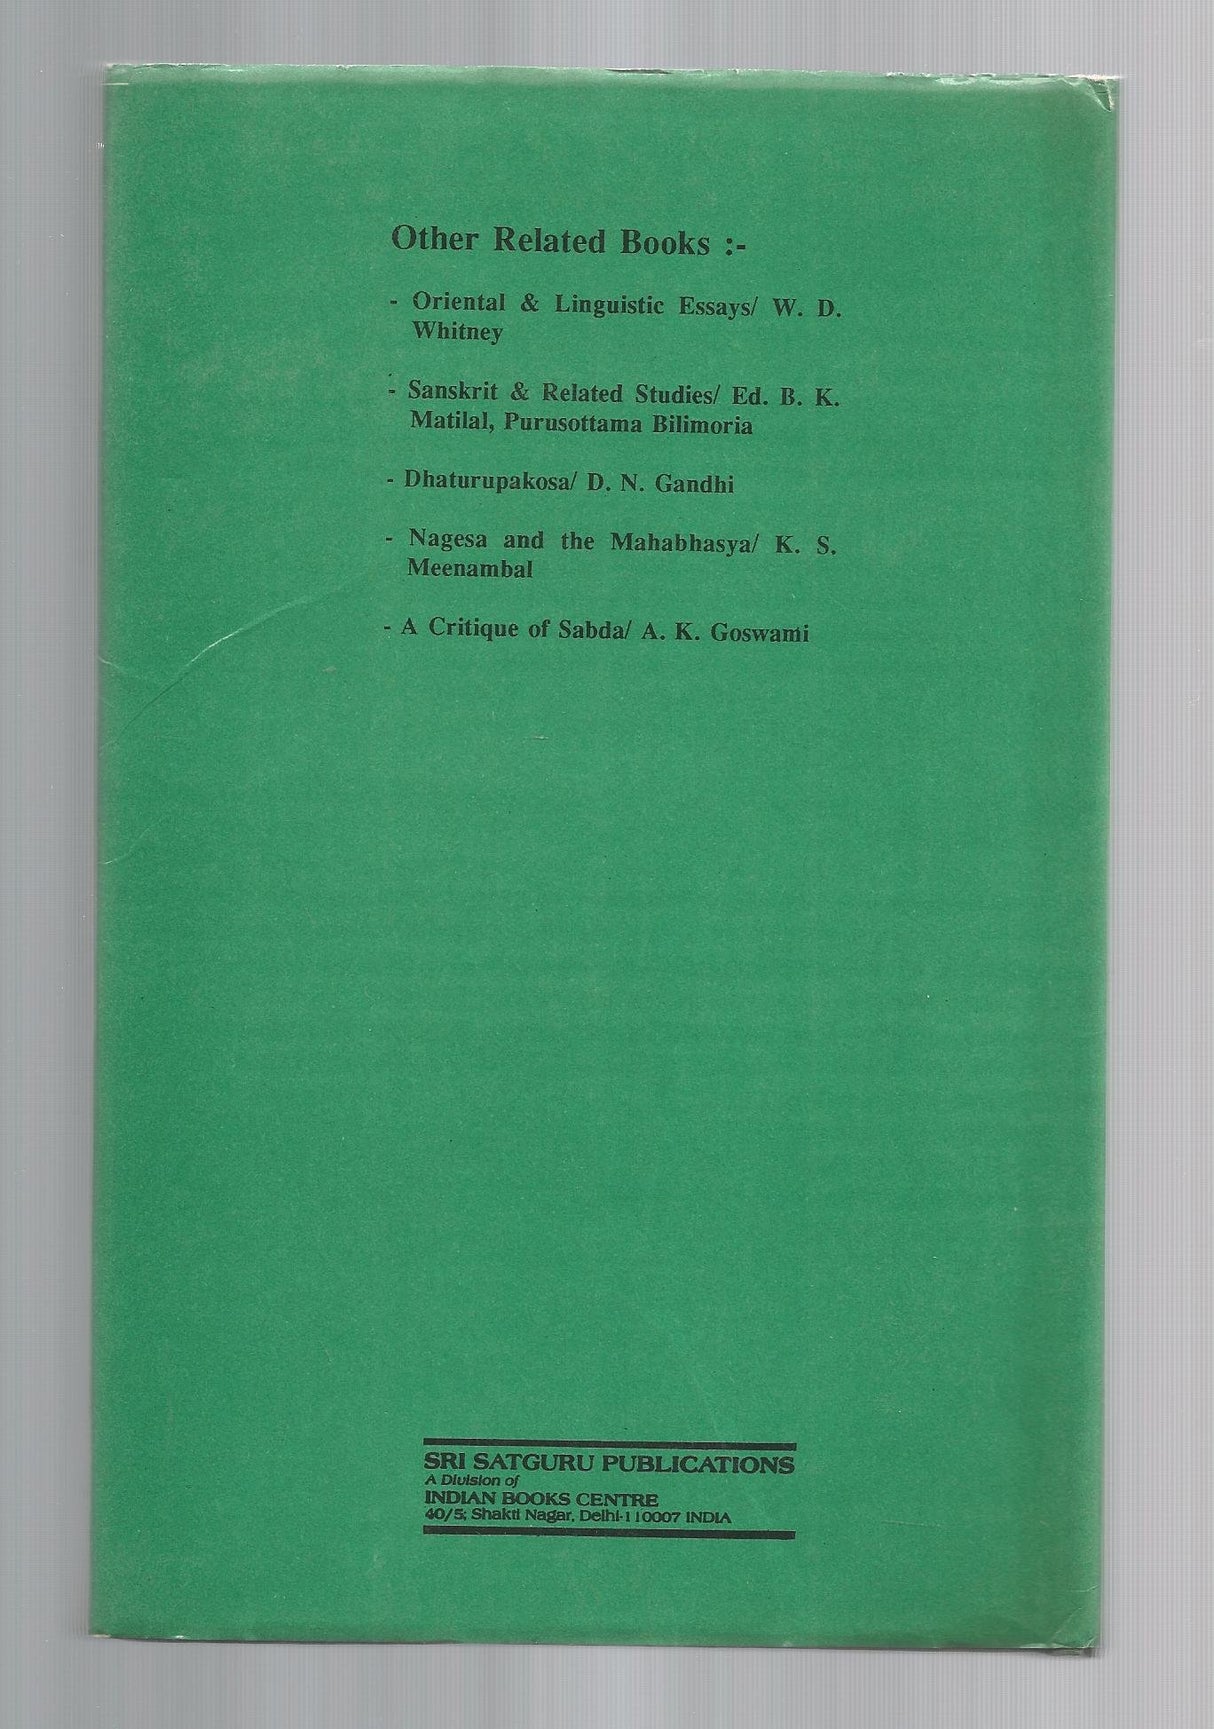 Other Related Books :-
- Oriental & Linguistic Essays/ W. D.
Whitney
- Sanskrit & Related Studies/ Ed. B. K.
Matilal, Purusottama Bilimoria
- Dhaturupakosa/ D. N. Gandhi
- Nagesa and the Mahabhasya/ K. S.
Meenambal
- A Critique of Sabda/ A. K. Goswami
SRI SATGURU PUBLICATIONS
A Division of
INDIAN BOOKS CENTRE
40/5; Shakti Nagar, Delhi-110007 INDIA